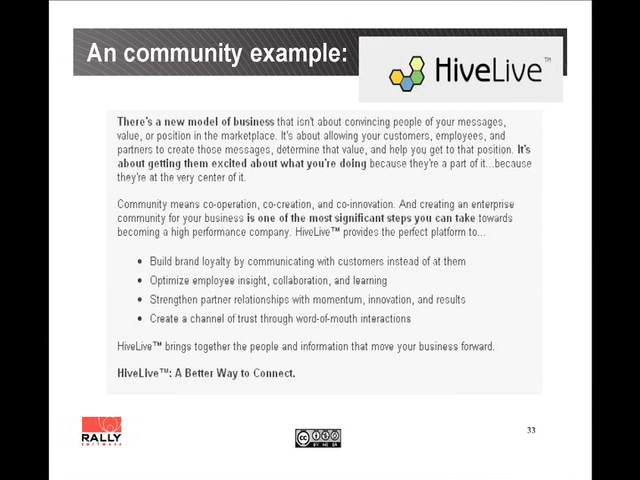 An community example:
HiveLive™
There's a new model of business that isn't about convincing people of your messages,
value, or position in the marketplace. It's about allowing your customers, employees, and
partners to create those messages, determine that value, and help you get to that position. It's
about getting them excited about what you're doing because they're a part of it...because
they're at the very center of it.
Community means co-operation, co-creation, and co-innovation. And creating an enterprise
community for your business is one of the most significant steps you can take towards
becoming a high performance company. HiveLive™ provides the perfect platform to...
• Build brand loyalty by communicating with customers instead of at them
• Optimize employee insight, collaboration, and learning
• Strengthen partner relationships with momentum, innovation, and results
• Create a channel of trust through word-of-mouth interactions
HiveLive™ brings together the people and information that move your business forward.
HiveLive™: A Better Way to Connect.
RALLY
SOFTWARE
cc
BY NC SA
33